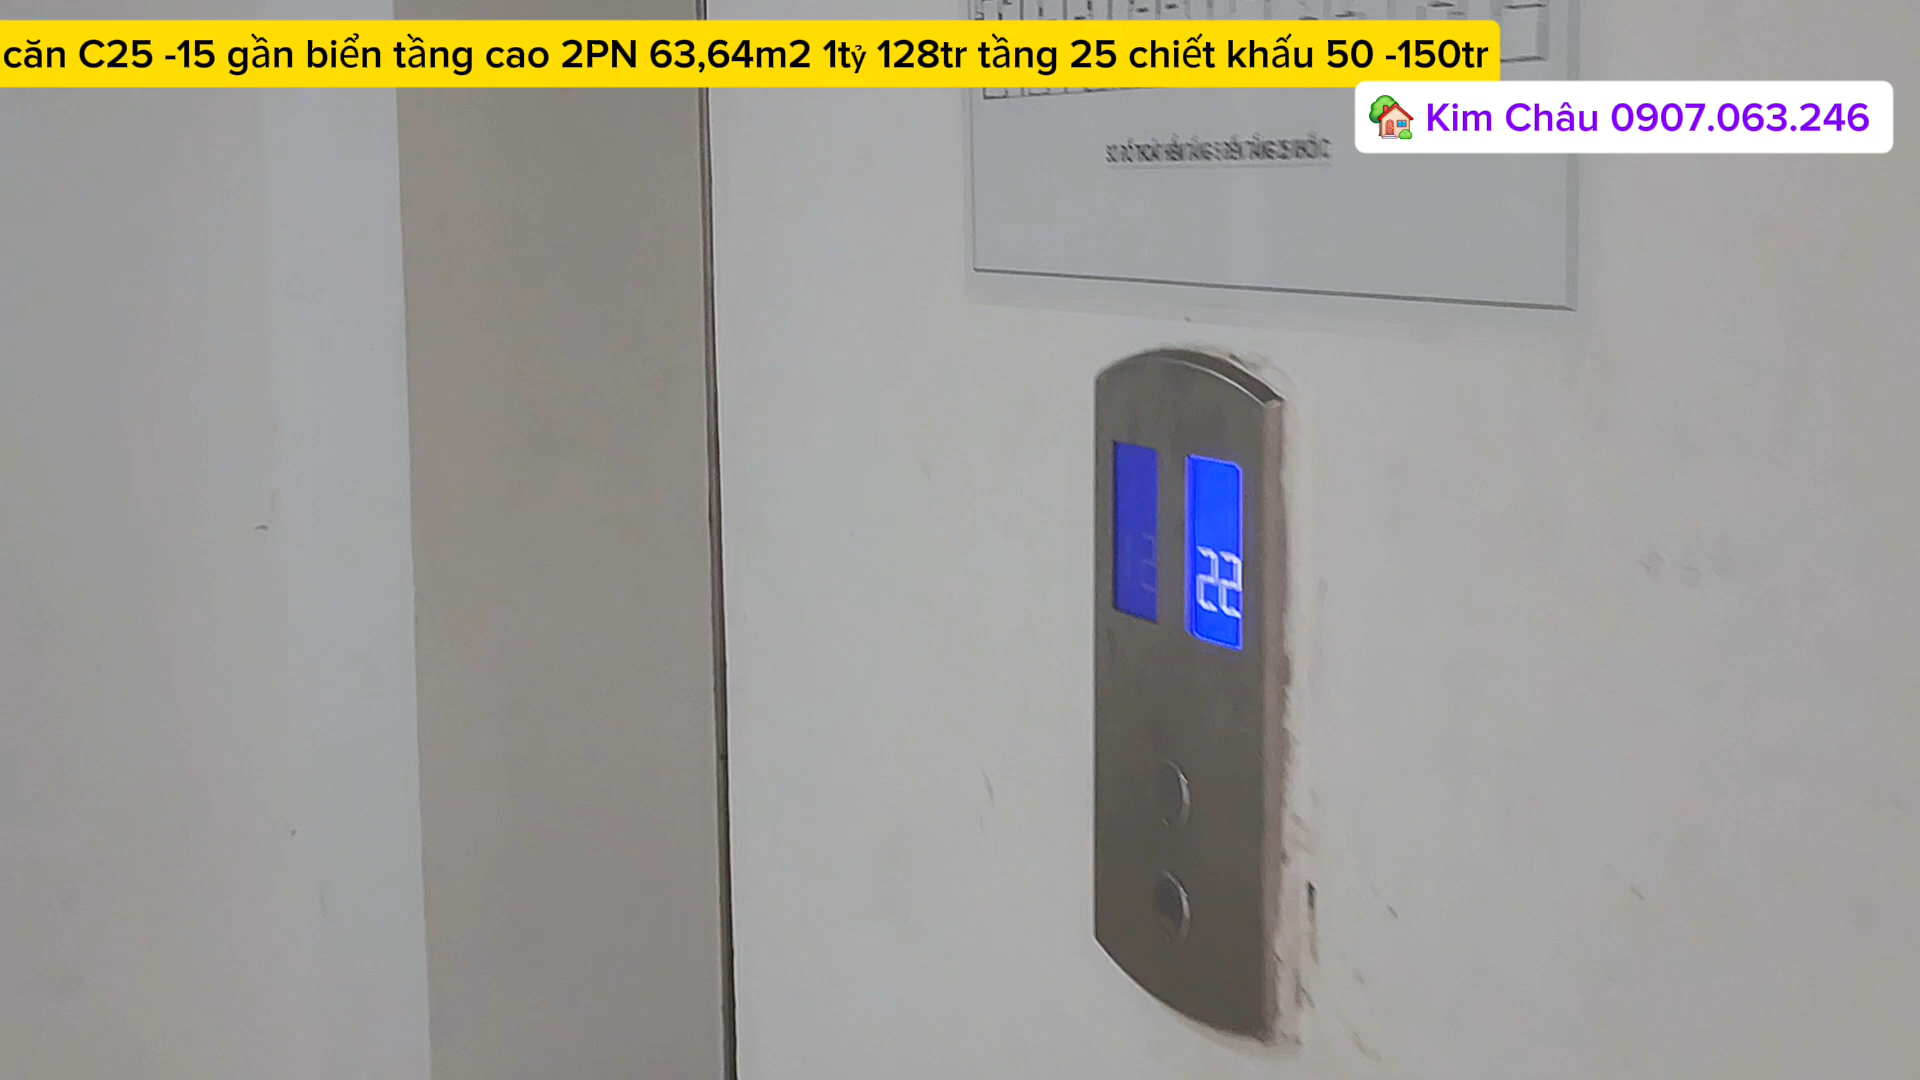 căn C25 -15 gần biển tầng cao 2PN 63,64m2 1tỷ 128tr tầng 25 chiết khấu 50 -150tr
🏡 Kim Châu 0907.063.246
22